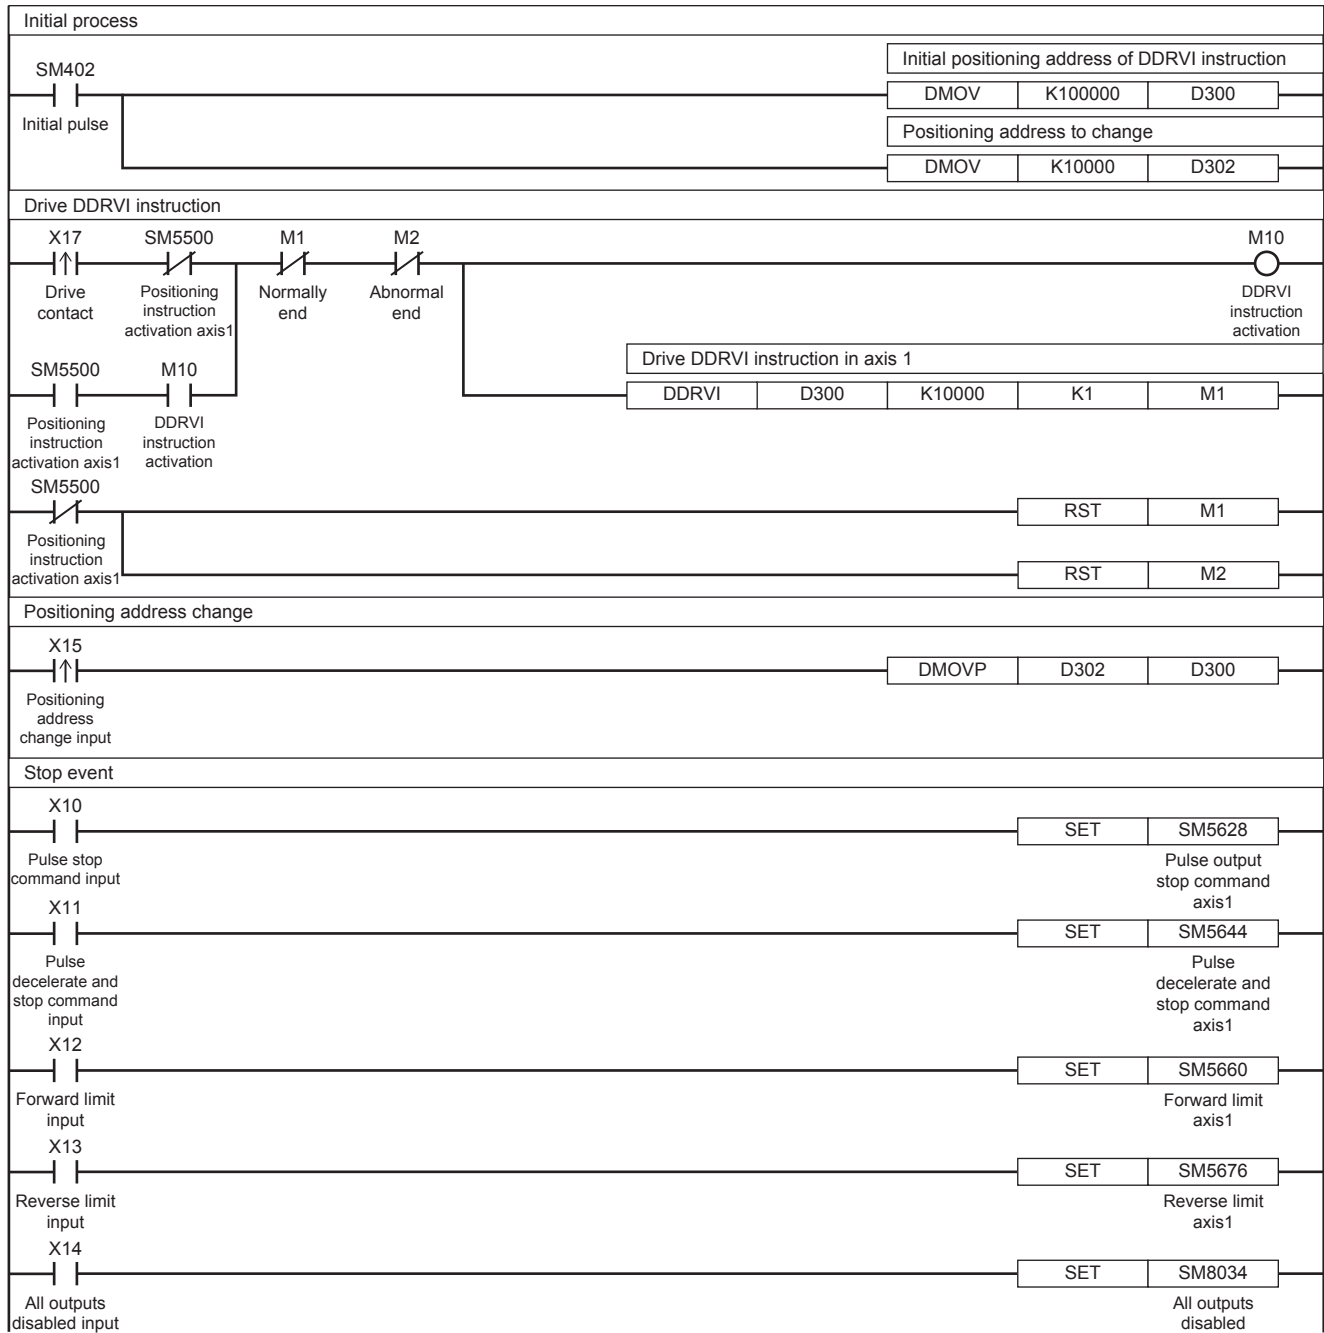 Initial process
Initial positioning address of DDRVI instruction
SM402
DMOV K100000 D300
Initial pulse
Positioning address to change
DMOV K10000 D302
Drive DDRVI instruction
X17 SM5500 M1 M2 M10
Drive
contact
Positioning
instruction
activation axis1
Normally
end
Abnormal
end
DDRVI
instruction
activation
Drive DDRVI instruction in axis 1
SM5500 M10
DDRVI D300 K10000 K1 M1
Positioning
instruction
activation axis1
DDRVI
instruction
activation
SM5500
RST M1
Positioning
instruction
activation axis1
RST M2
Positioning address change
X15
DMOVP D302 D300
Positioning
address
change input
Stop event
X10
SET SM5628
Pulse stop
command input
Pulse output
stop command
axis1
X11
SET SM5644
Pulse
decelerate and
stop command
input
Pulse
decelerate and
stop command
axis1
X12
SET SM5660
Forward limit
input
Forward limit
axis1
X13
SET SM5676
Reverse limit
input
Reverse limit
axis1
X14
SET SM8034
All outputs
disabled input
All outputs
disabled